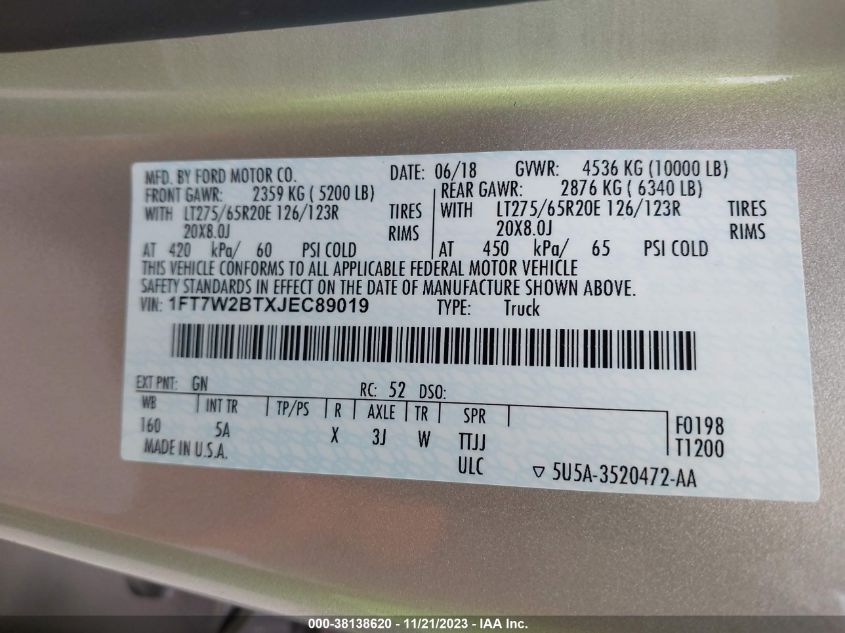 MFD. BY FORD MOTOR CO. DATE: 06/18 GVWR: 4536 KG (10000 LB)
FRONT GAWR: 2359 KG ( 5200 LB) REAR GAWR: 2876 KG ( 6340 LB)
WITH LT275/65R20E 126/123R TIRES WITH LT275/65R20E 126/123R TIRES
20X8.0J RIMS 20X8.0J RIMS
AT 420 kPa/ 60 PSI COLD AT 450 kPa/ 65 PSI COLD
THIS VEHICLE CONFORMS TO ALL APPLICABLE FEDERAL MOTOR VEHICLE
SAFETY STANDARDS IN EFFECT ON THE DATE OF MANUFACTURE SHOWN ABOVE.
VIN: 1FT7W2BTXJEC89019 TYPE: Truck
EXT PNT: GN RC: 52 DSO:
WB INT TR TP/PS R AXLE TR SPR F0198
160 5A X 3J W TTJJ T1200
MADE IN U.S.A. ULC ▽ 5U5A-3520472-AA
000-38138620 - 11/21/2023 - IAA Inc.